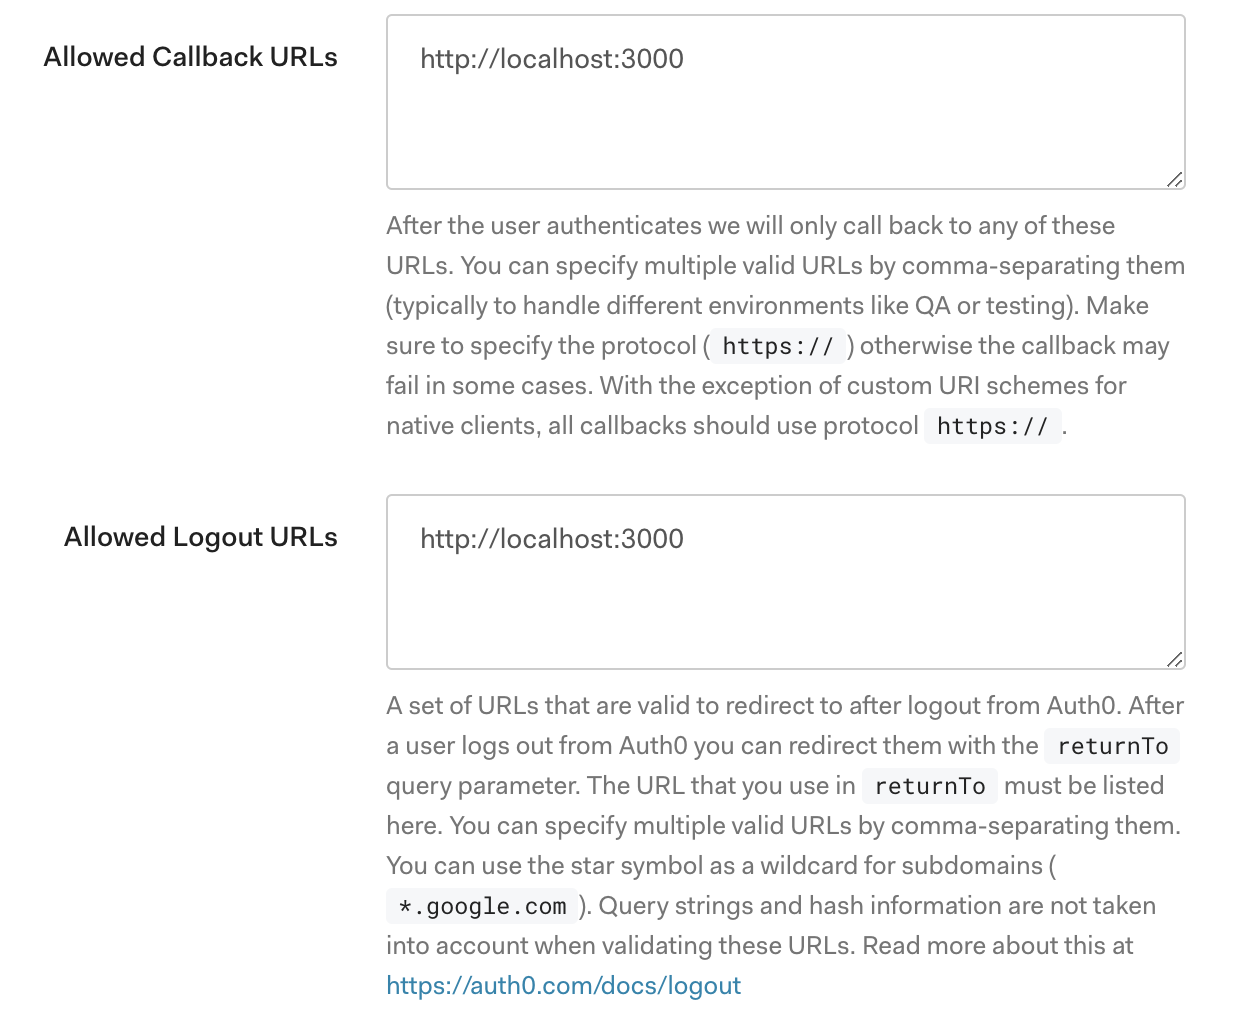 Allowed Callback URLs
http://localhost:3000
After the user authenticates we will only call back to any of these
URLs. You can specify multiple valid URLs by comma-separating them
(typically to handle different environments like QA or testing). Make
sure to specify the protocol ( https:// ) otherwise the callback may
fail in some cases. With the exception of custom URI schemes for
native clients, all callbacks should use protocol https:// .
Allowed Logout URLs
http://localhost:3000
A set of URLs that are valid to redirect to after logout from Auth0. After
a user logs out from Auth0 you can redirect them with the returnTo
query parameter. The URL that you use in returnTo must be listed
here. You can specify multiple valid URLs by comma-separating them.
You can use the star symbol as a wildcard for subdomains (
*.google.com ). Query strings and hash information are not taken
into account when validating these URLs. Read more about this at
https://auth0.com/docs/logout